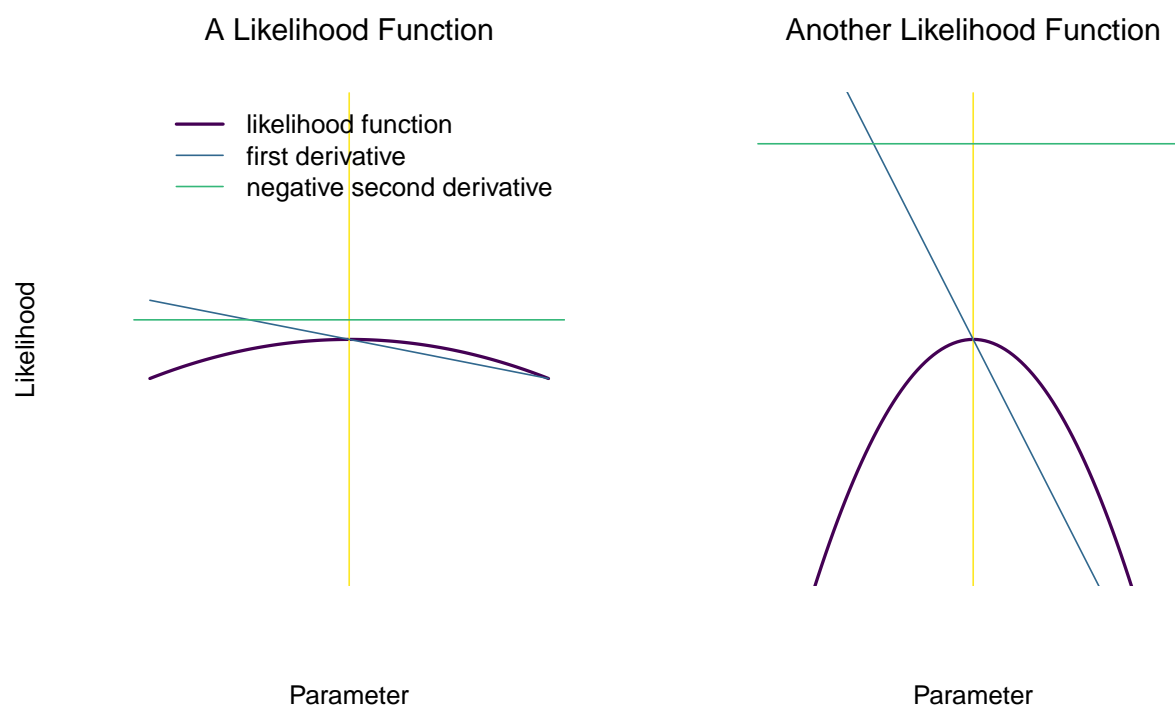 A Likelihood Function
likelihood function
first derivative
negative second derivative
Likelihood
Parameter
Another Likelihood Function
Parameter